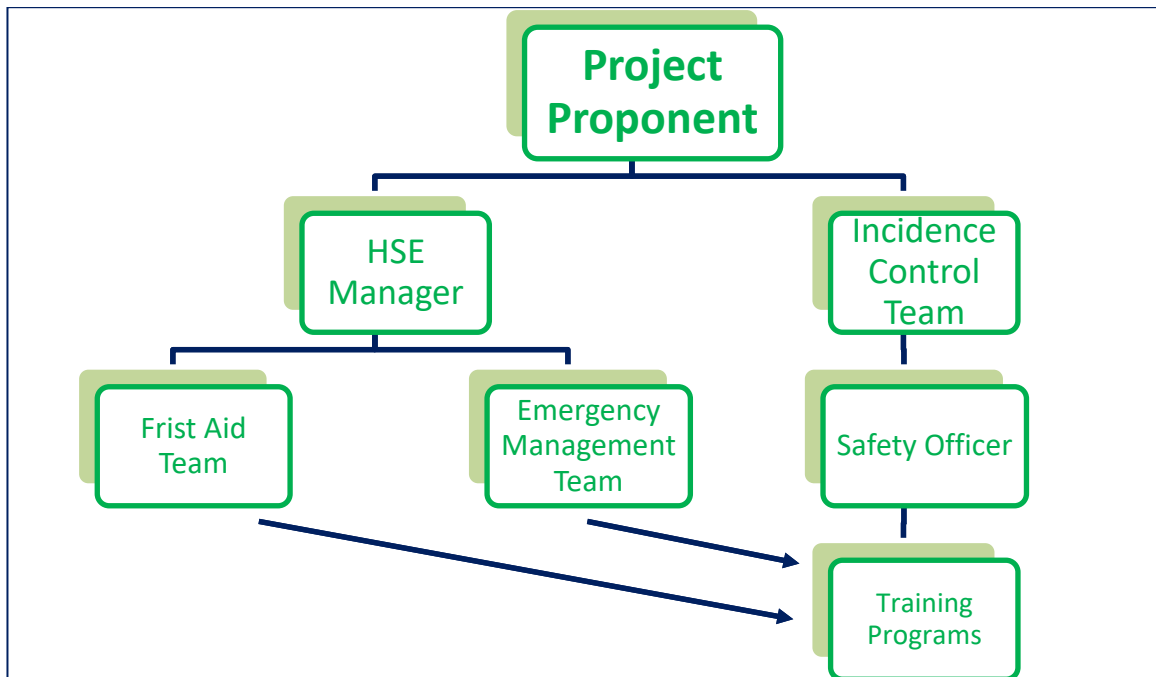 Project
Proponent
HSE
Manager
Incidence
Control
Team
Frist Aid
Team
Emergency
Management
Team
Safety Officer
Training
Programs